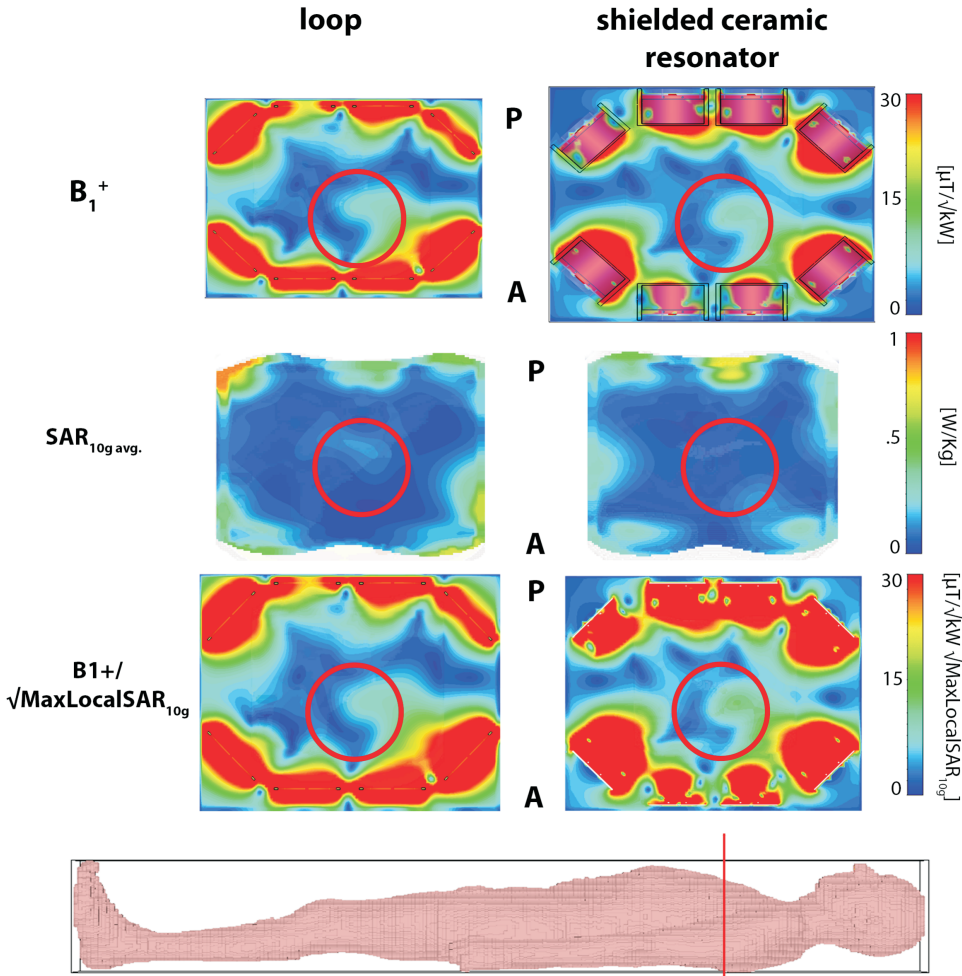 loop
shielded ceramic
resonator
P
B₁⁺
A
30
15
0
[µT/√kW]
P
SAR₁₀g avg.
A
1
.5
0
[W/Kg]
P
B1+/
√MaxLocalSAR₁₀g
A
30
15
0
[µT/√kW √MaxLocalSAR₁₀g]